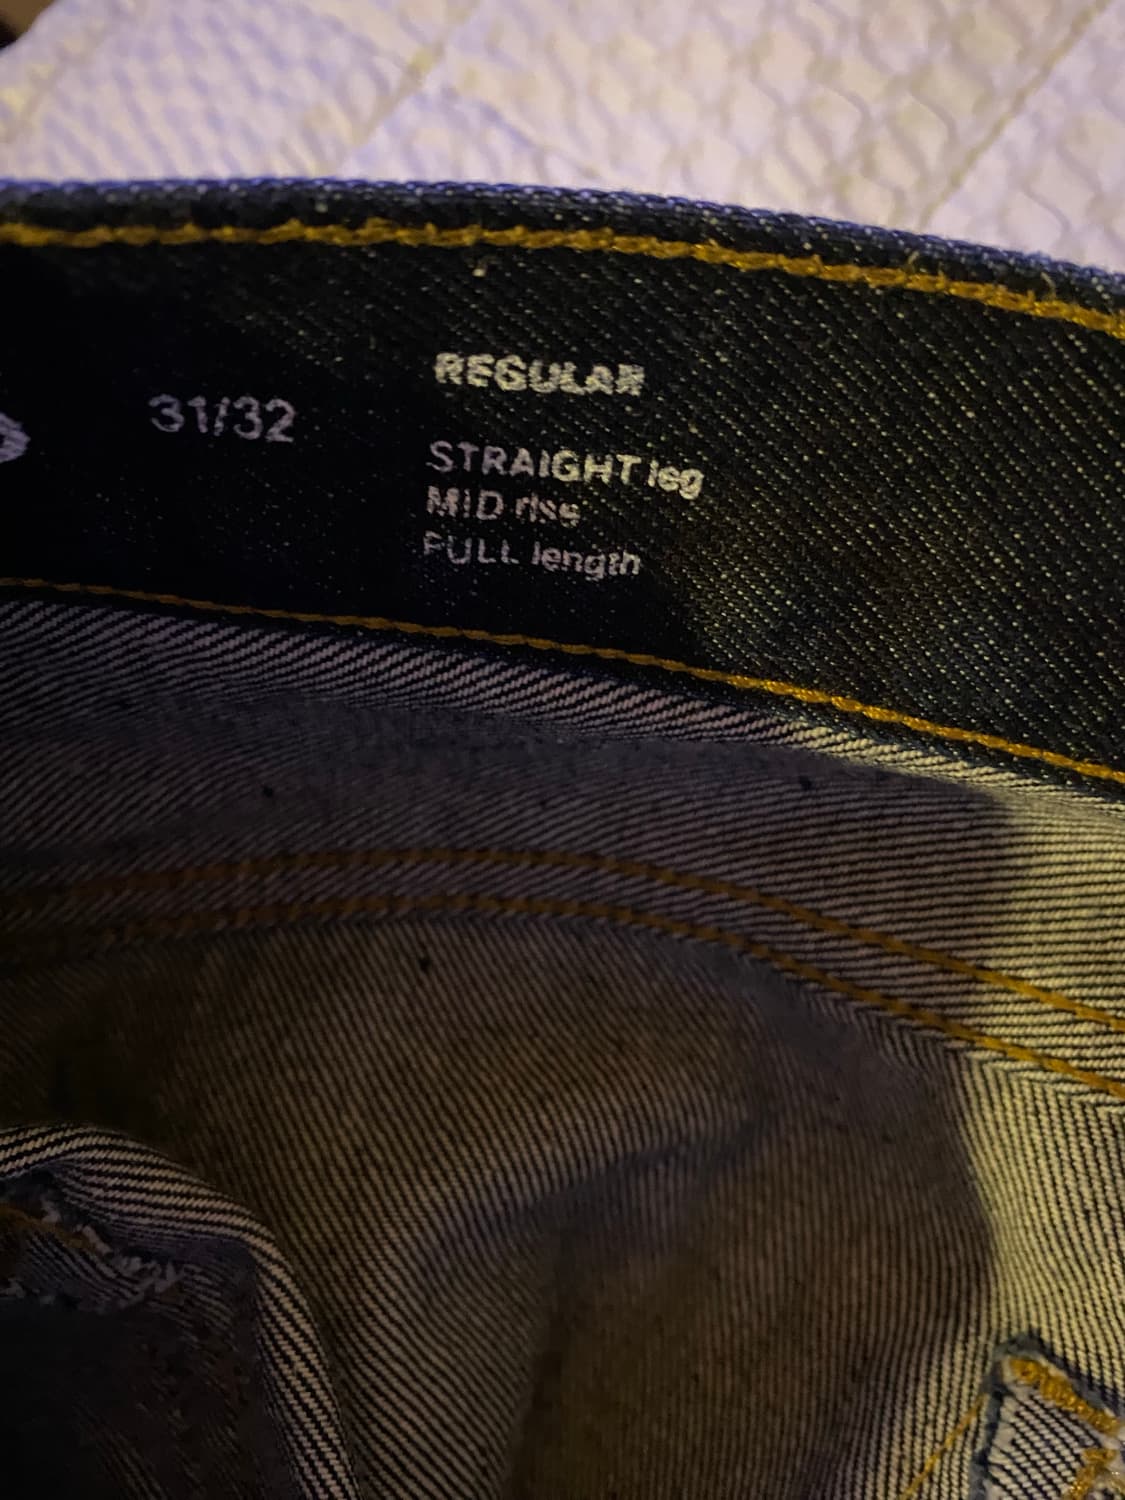 31/32
REGULAR
STRAIGHT leg
MID rise
FULL length